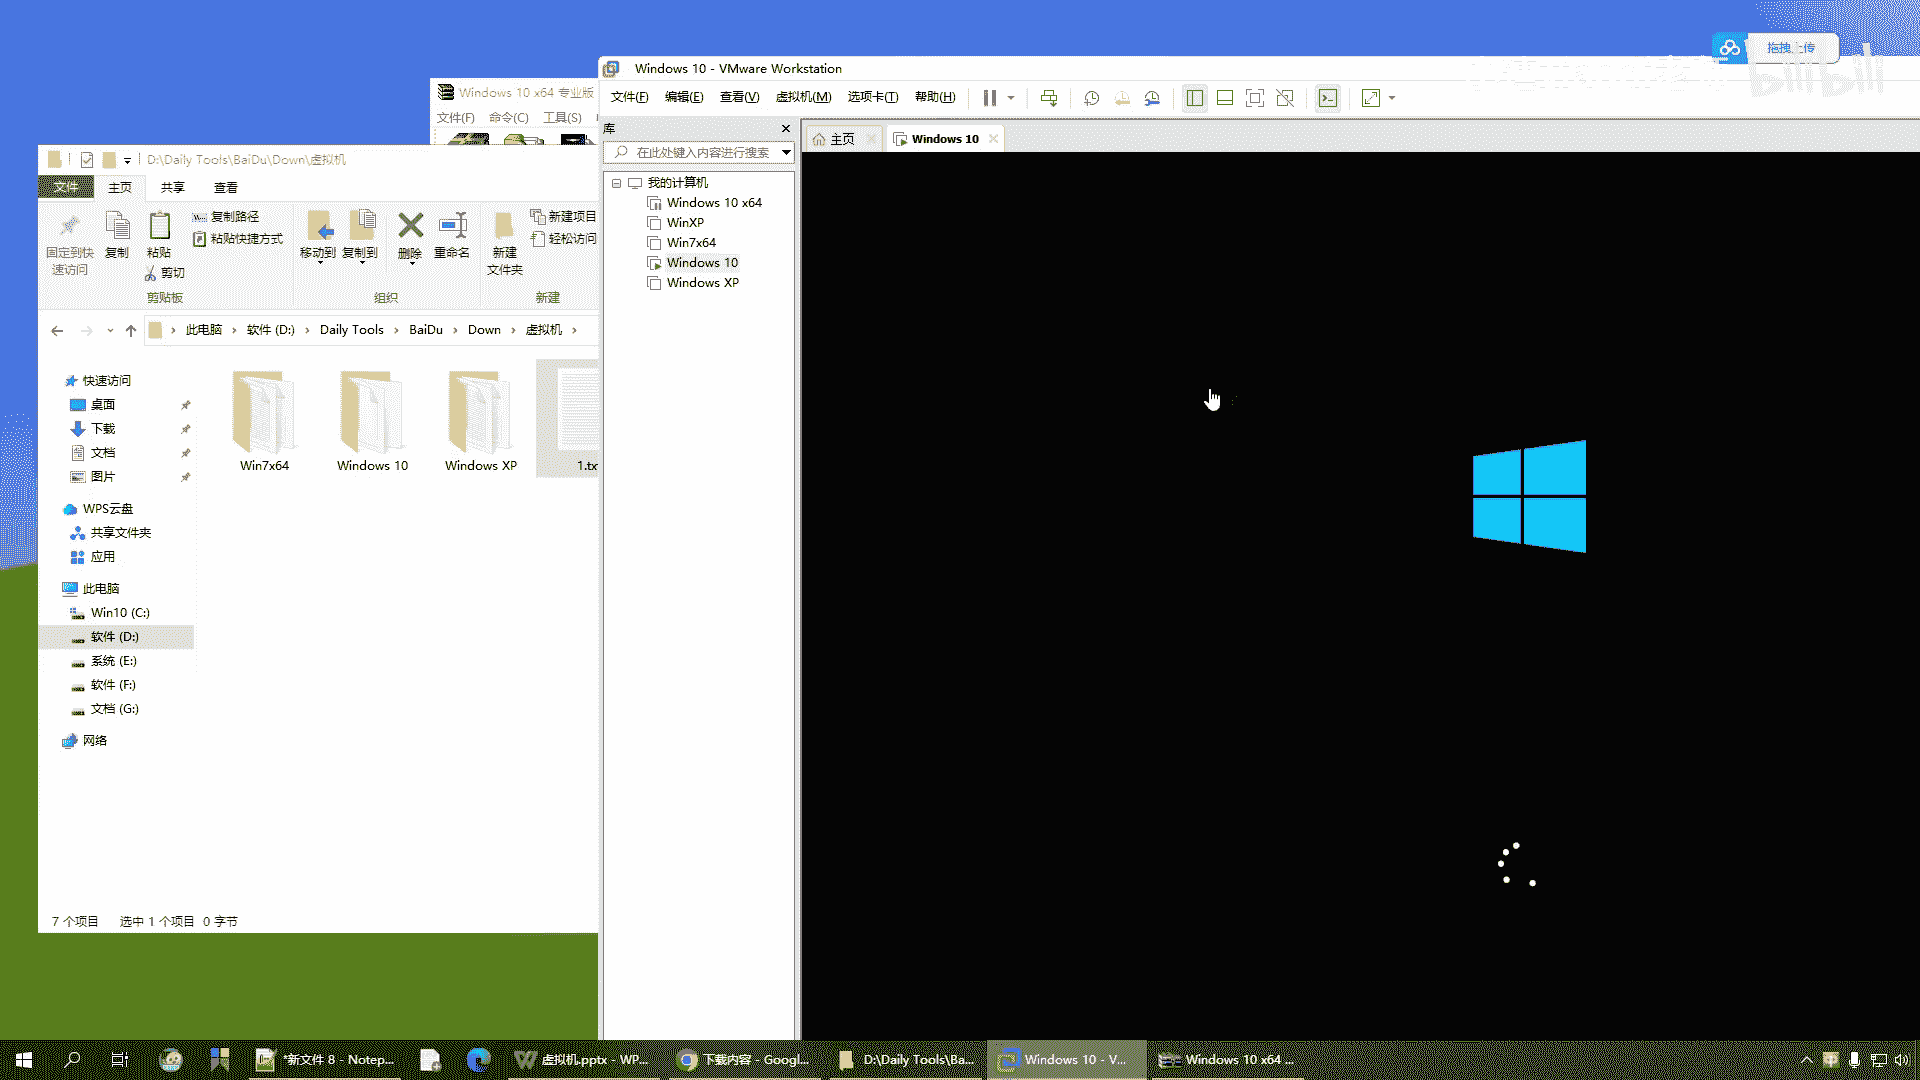 拖拽上传
bilibili
Windows 10 - VMware Workstation
文件(F) 编辑(E) 查看(V) 虚拟机(M) 选项卡(T) 帮助(H)
Windows 10 x64 专业版
文件(F) 命令(C) 工具(S)
库
在此处键入内容进行搜索
我的计算机
Windows 10 x64
WinXP
Win7x64
Windows 10
Windows XP
主页 Windows 10
D:\Daily Tools\BaiDu\Down\虚拟机
文件 主页 共享 查看
固定到快速访问
复制
粘贴
复制路径
粘贴快捷方式
剪切
剪贴板
移动到
复制到
删除
重命名
组织
新建文件夹
新建项目
轻松访问
新建
此电脑 软件 (D:) Daily Tools BaiDu Down 虚拟机
快速访问
桌面
下载
文档
图片
WPS云盘
共享文件夹
应用
此电脑
Win10 (C:)
软件 (D:)
系统 (E:)
软件 (F:)
文档 (G:)
网络
Win7x64
Windows 10
Windows XP
1.tx
7 个项目 选中 1 个项目 0 字节
*新文件 8 - Notep...
虚拟机.pptx - WP...
下载内容 - Googl...
D:\Daily Tools\Ba...
Windows 10 - V...
Windows 10 x64 ...